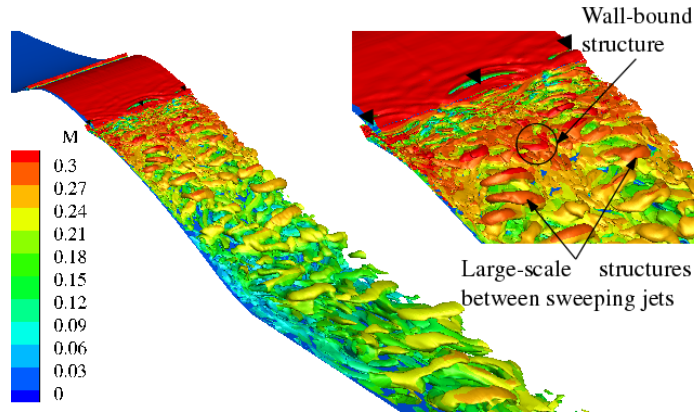 Wall-bound
structure
M
0.3
0.27
0.24
0.21
0.18
0.15
0.12
0.09
0.06
0.03
0
Large-scale structures
between sweeping jets